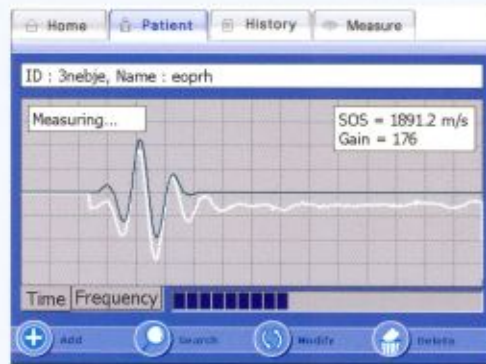 Home Patient History Measure
ID : 3nebje, Name : eoprh
Measuring...
SOS = 1891.2 m/s
Gain = 176
Time Frequency
Add Search Modify Delete